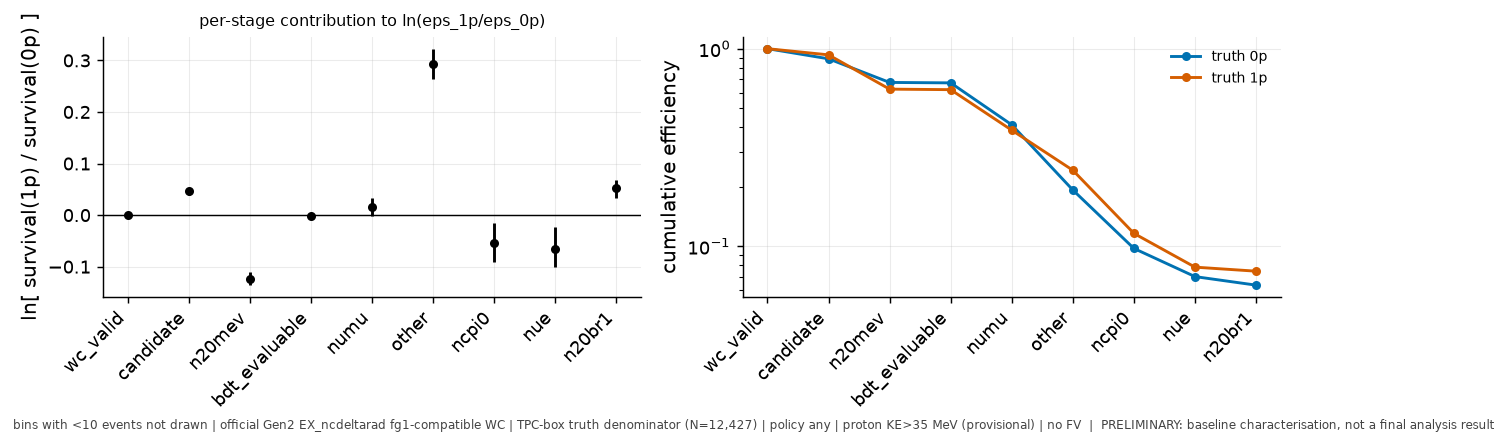 per-stage contribution to ln(eps_1p/eps_0p)
ln[ survival(1p) / survival(0p) ]
0.3
0.2
0.1
0.0
−0.1
wc_valid
candidate
n20mev
bdt_evaluable
numu
other
ncpi0
nue
n20br1
cumulative efficiency
10⁰
10⁻¹
truth 0p
truth 1p
wc_valid
candidate
n20mev
bdt_evaluable
numu
other
ncpi0
nue
n20br1
bins with <10 events not drawn | official Gen2 EX_ncdeltarad fg1-compatible WC | TPC-box truth denominator (N=12,427) | policy any | proton KE>35 MeV (provisional) | no FV | PRELIMINARY: baseline characterisation, not a final analysis result